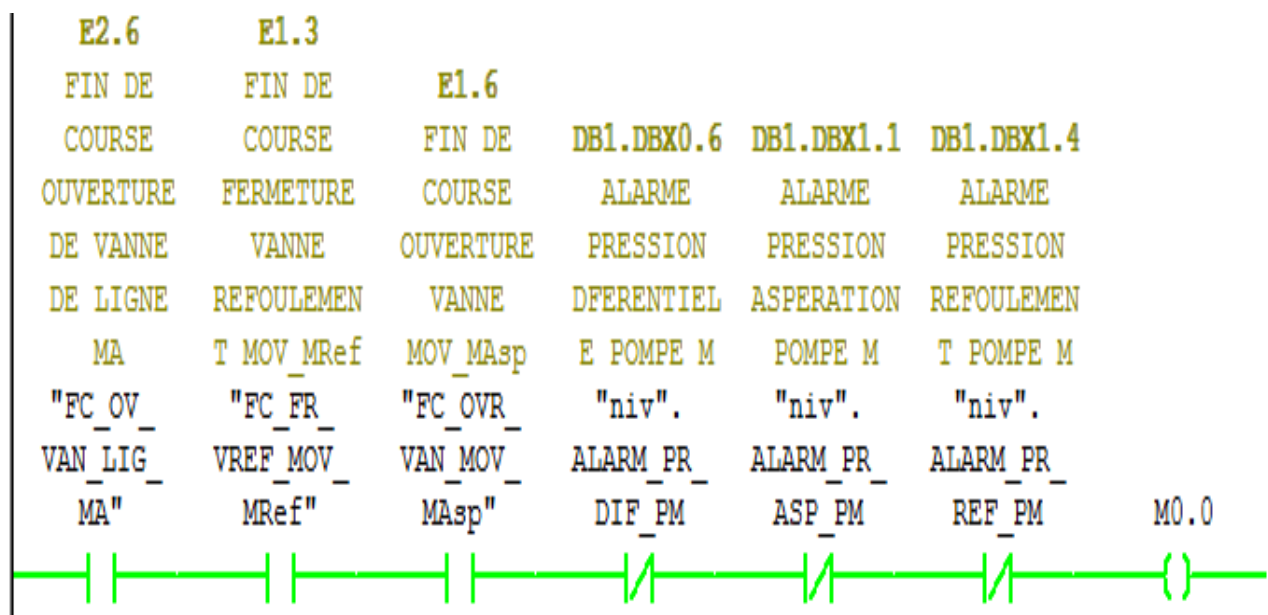 E2.6
FIN DE
COURSE
OUVERTURE
DE VANNE
DE LIGNE
MA
"FC_OV_
VAN_LIG_
MA"
E1.3
FIN DE
COURSE
FERMETURE
VANNE
REFOULEMEN
T MOV_MRef
"FC_FR_
VREF_MOV_
MRef"
E1.6
FIN DE
COURSE
OUVERTURE
VANNE
MOV_MAsp
"FC_OVR_
VAN_MOV_
MAsp"
DB1.DBX0.6
ALARME
PRESSION
DFERENTIEL
E POMPE M
"niv".
ALARM_PR_
DIF_PM
DB1.DBX1.1
ALARME
PRESSION
ASPERATION
POMPE M
"niv".
ALARM_PR_
ASP_PM
DB1.DBX1.4
ALARME
PRESSION
REFOULEMEN
T POMPE M
"niv".
ALARM_PR_
REF_PM
M0.0